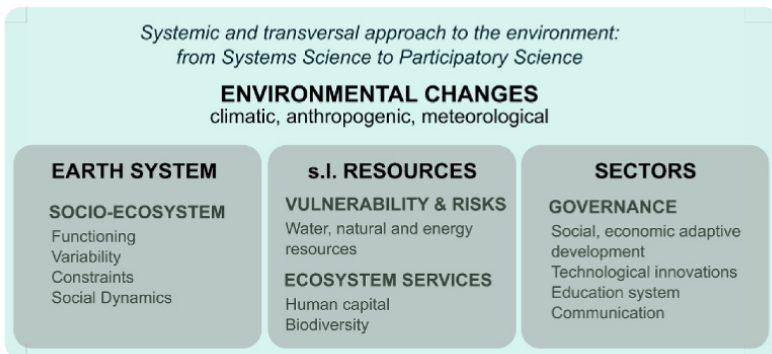 Systemic and transversal approach to the environment:
from Systems Science to Participatory Science
ENVIRONMENTAL CHANGES
climatic, anthropogenic, meteorological
EARTH SYSTEM
SOCIO-ECOSYSTEM
Functioning
Variability
Constraints
Social Dynamics
s.l. RESOURCES
VULNERABILITY & RISKS
Water, natural and energy
resources
ECOSYSTEM SERVICES
Human capital
Biodiversity
SECTORS
GOVERNANCE
Social, economic adaptive
development
Technological innovations
Education system
Communication